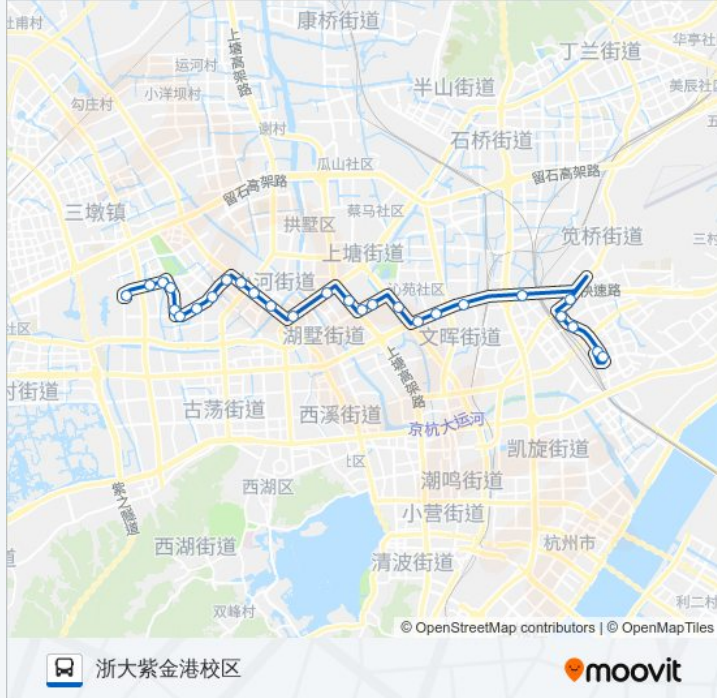 康桥街道
上塘高架路
丁兰街道
华亭社
运河村
小洋坝村
半山街道
美辰社区
勾庄村
谢村
石桥街道
瓜山社区
留石高架路
留石高架路
三墩镇
蔡马社区
拱墅区
笕桥街道
上塘街道
三村
河街道
沁苑社区
快速路
湖墅街道
文晖街道
社区
村街道
上塘高架路
古荡街道
西溪街道
京杭大运河
凯旋街道
社区
西湖区
潮鸣街道
紫之隧道
小营街道
西湖街道
杭州市
清波街道
利二村
双峰村
© OpenStreetMap contributors | © OpenMapTiles
浙大紫金港校区
moovit